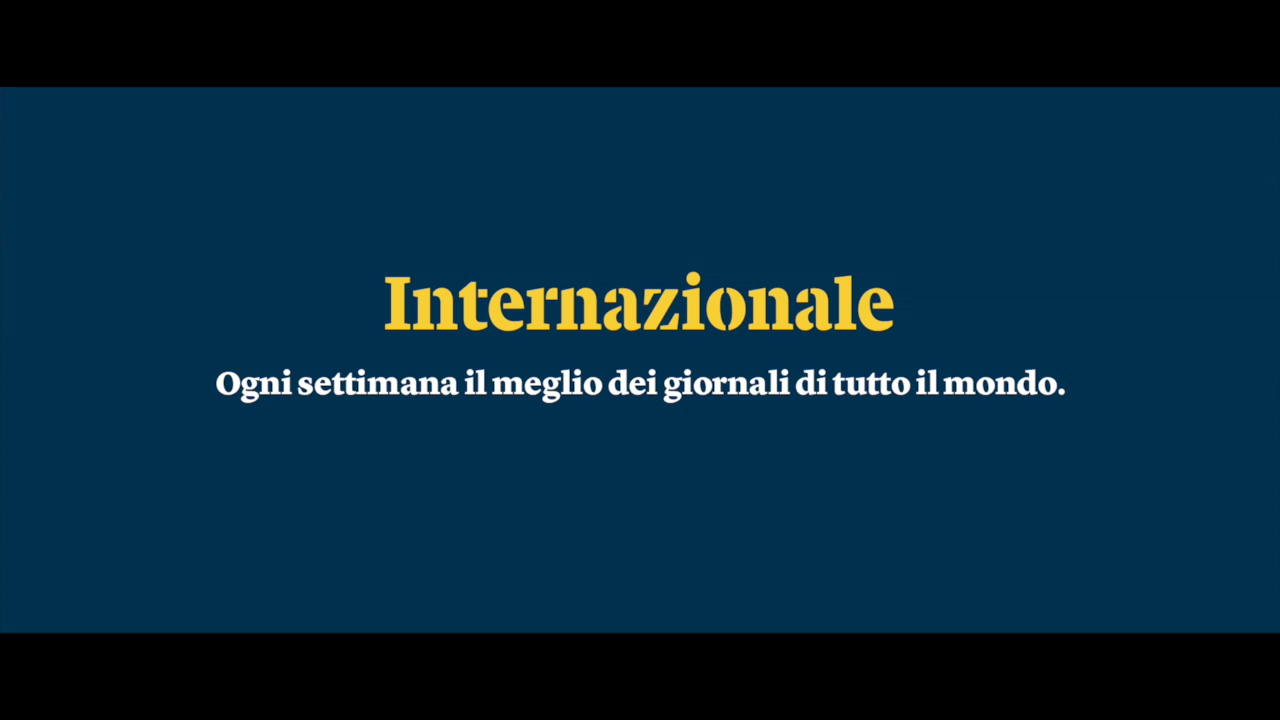 Internazionale
Ogni settimana il meglio dei giornali di tutto il mondo.